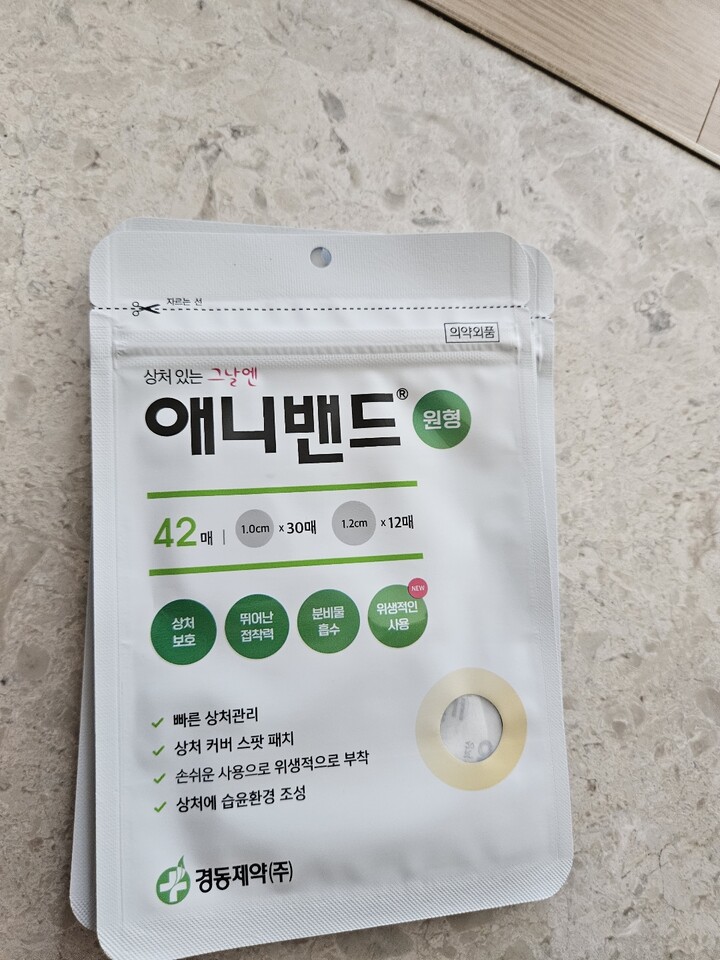 자르는 선
의약외품
상처 있는 그날엔
애니밴드® 원형
42매 | 1.0cm x 30매 1.2cm x 12매
상처 보호
뛰어난 접착력
분비물 흡수
위생적인 사용
NEW
빠른 상처관리
상처 커버 스팟 패치
손쉬운 사용으로 위생적으로 부착
상처에 습윤환경 조성
경동제약(주)